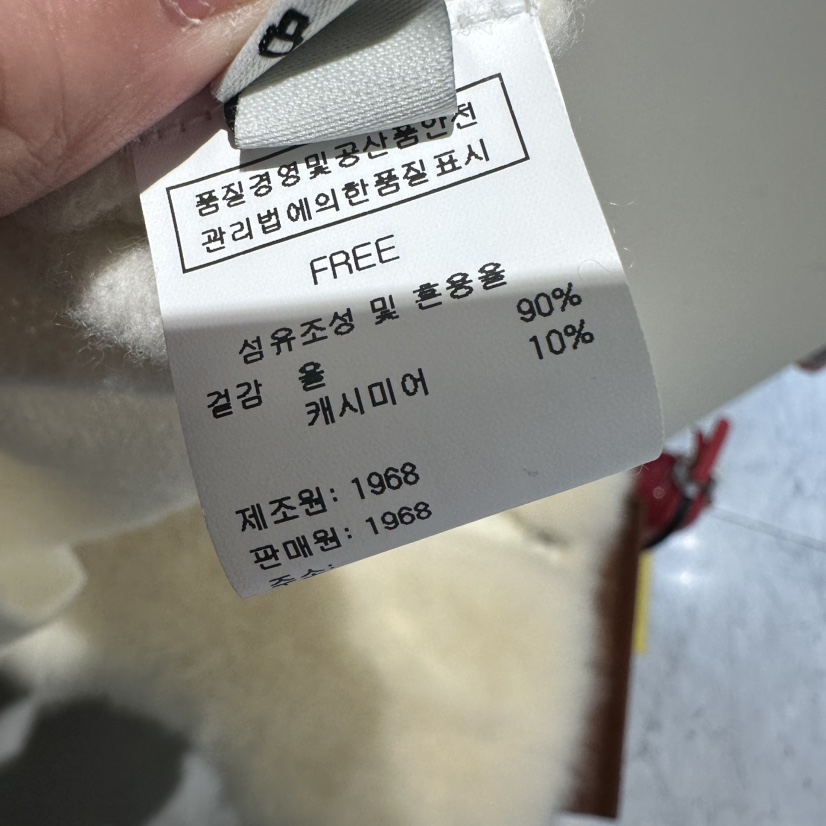 품질경영및공산품안전
관리법에의한품질표시
FREE
섬유조성 및 혼용율
겉감 울 90%
캐시미어 10%
제조원: 1968
판매원: 1968
주소: